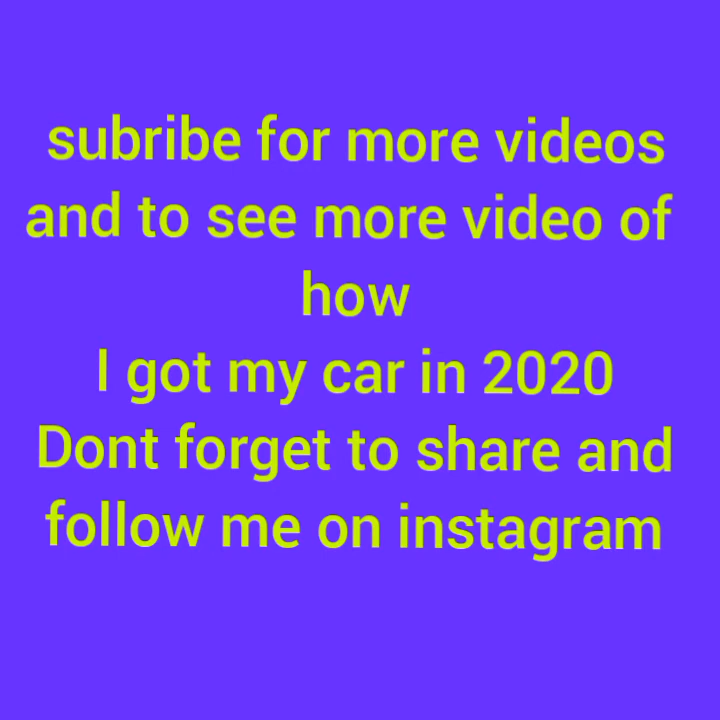 subribe for more videos
and to see more video of
how
I got my car in 2020
Dont forget to share and
follow me on instagram